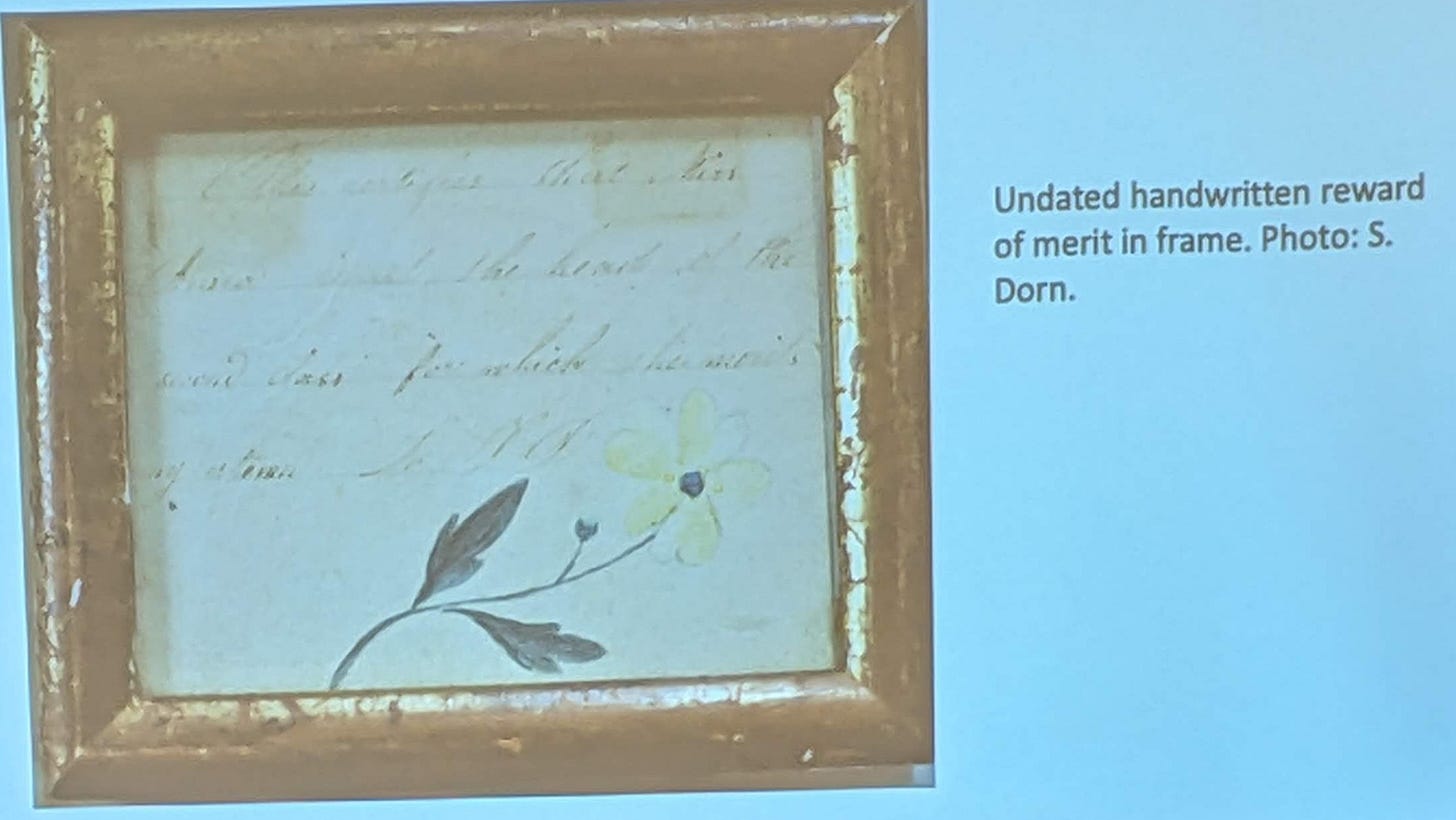 This certifies that Miss
the head of the
second class for which she merits
my esteem
Undated handwritten reward
of merit in frame. Photo: S.
Dorn.